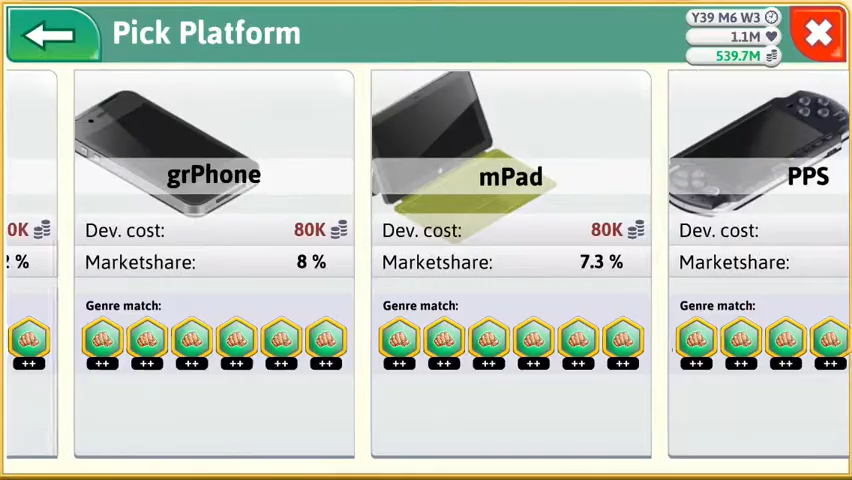 Pick Platform
Y39 M6 W3
1.1M
539.7M
grPhone
mPad
PPS
0K
Dev. cost: 80K
Dev. cost: 80K
Dev. cost:
%
Marketshare: 8 %
Marketshare: 7.3 %
Marketshare:
Genre match:
Genre match:
Genre match:
++
++ ++ ++ ++ ++ ++
++ ++ ++ ++ ++ ++
++ ++ ++ ++